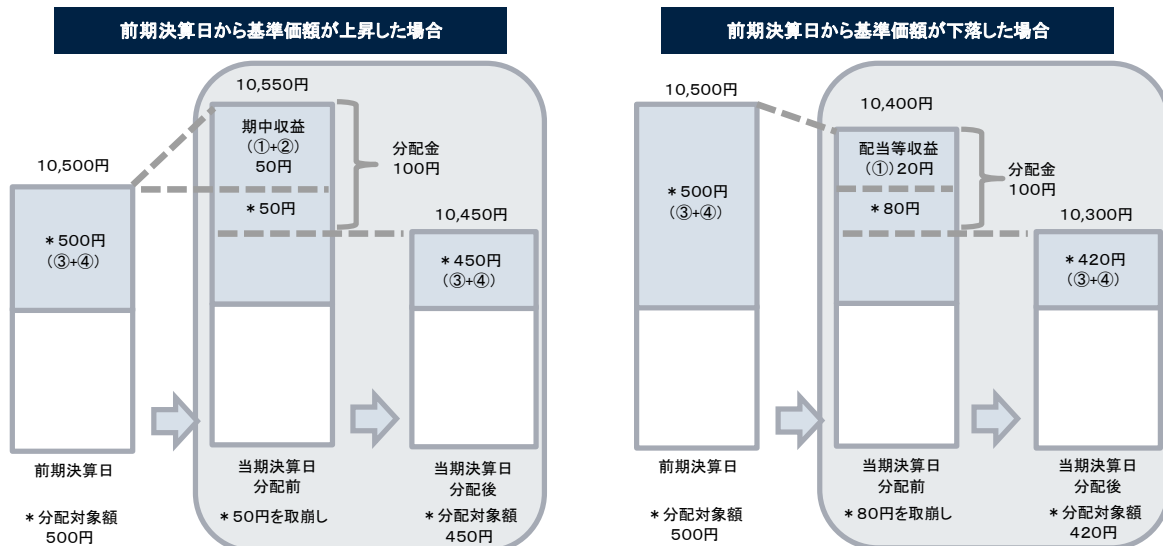 前期決算日から基準価額が上昇した場合
10,550円
期中収益
(①+②)
50円
分配金
100円
10,500円
*50円
10,450円
*500円
(③+④)
*450円
(③+④)
前期決算日
当期決算日
分配前
当期決算日
分配後
*分配対象額
500円
*50円を取崩し
*分配対象額
450円
前期決算日から基準価額が下落した場合
10,500円
10,400円
配当等収益
(①)20円
分配金
100円
*500円
(③+④)
*80円
10,300円
*420円
(③+④)
前期決算日
当期決算日
分配前
当期決算日
分配後
*分配対象額
500円
*80円を取崩し
*分配対象額
420円